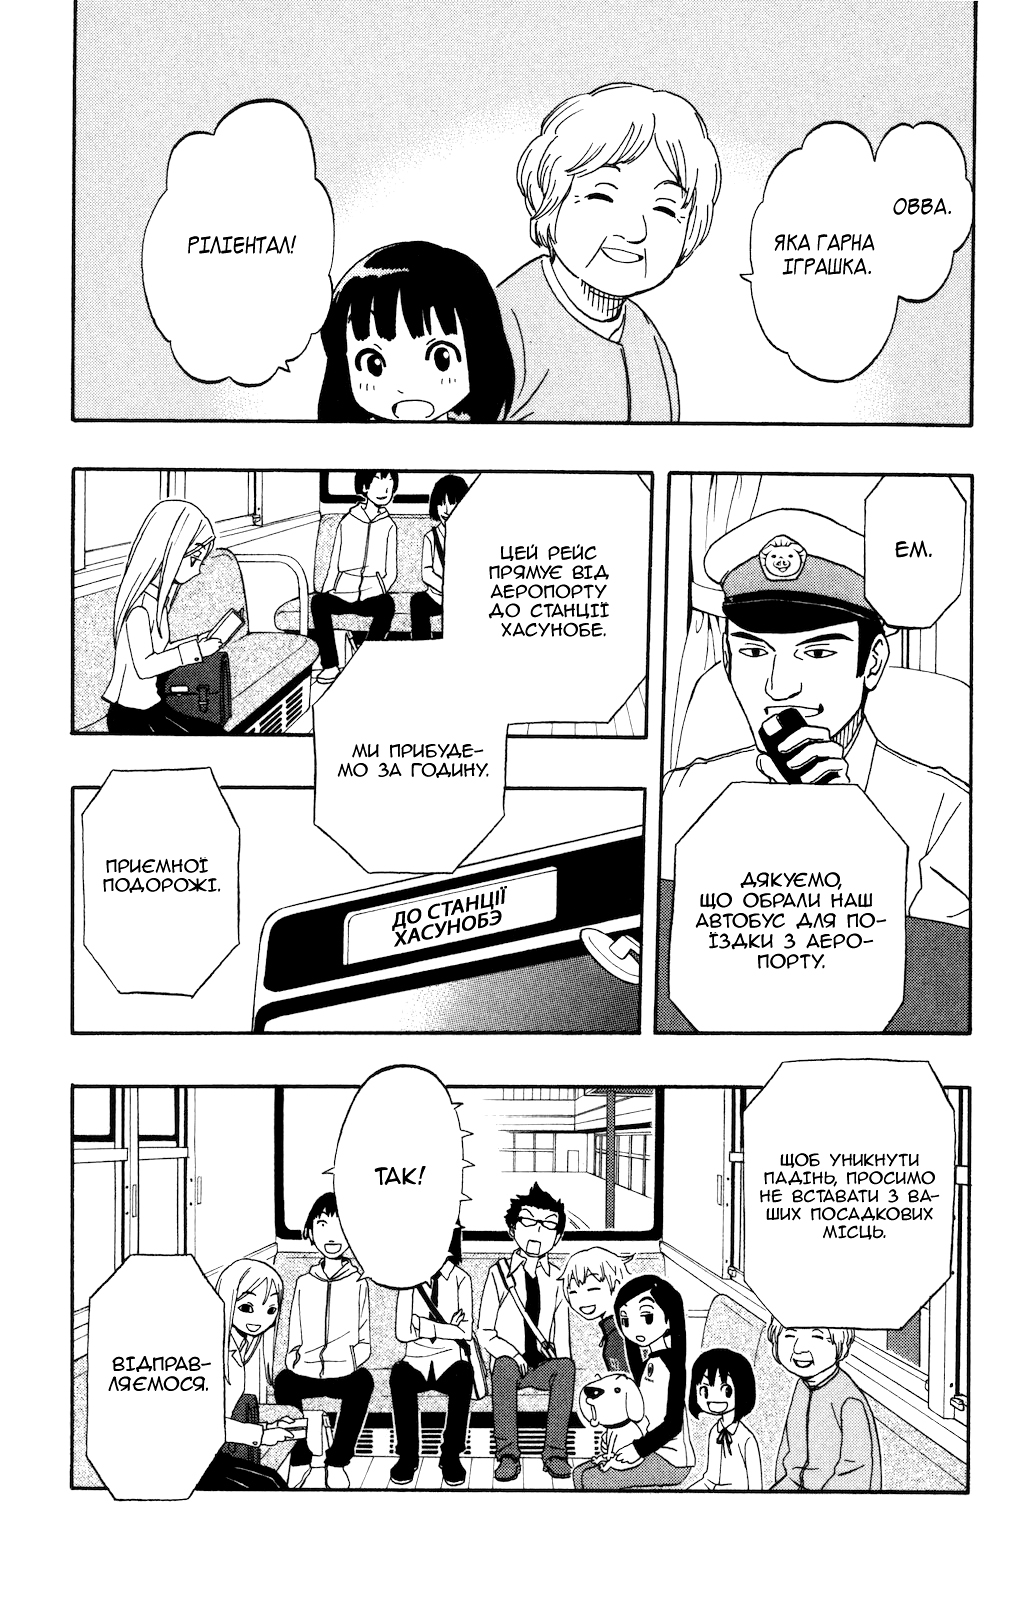 ОВВА.
ЯКА ГАРНА
ІГРАШКА.
РІЛІЄНТАЛ!
ЕМ.
ДЯКУЄМО,
ЩО ОБРАЛИ НАШ
АВТОБУС ДЛЯ ПО-
ЇЗДКИ З АЕРО-
ПОРТУ.
ЦЕЙ РЕЙС
ПРЯМУЄ ВІД
АЕРОПОРТУ
ДО СТАНЦІЇ
ХАСУНОБЕ.
МИ ПРИБУДЕ-
МО ЗА ГОДИНУ.
ДО СТАНЦІЇ
ХАСУНОБЭ
ПРИЄМНОЇ
ПОДОРОЖІ.
ЩОБ УНИКНУТИ
ПАДІНЬ, ПРОСИМО
НЕ ВСТАВАТИ З ВА-
ШИХ ПОСАДКОВИХ
МІСЦЬ.
ТАК!
ВІДПРАВ-
ЛЯЄМОСЯ.